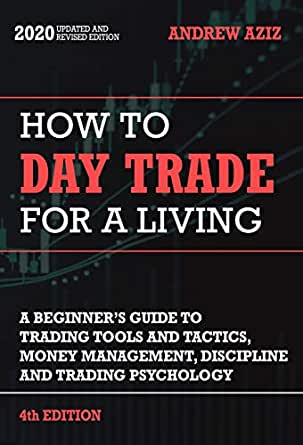 2020 UPDATED AND
REVISED EDITION
ANDREW AZIZ
HOW TO
DAY TRADE
FOR A LIVING
A BEGINNER'S GUIDE TO
TRADING TOOLS AND TACTICS,
MONEY MANAGEMENT, DISCIPLINE
AND TRADING PSYCHOLOGY
4th EDITION